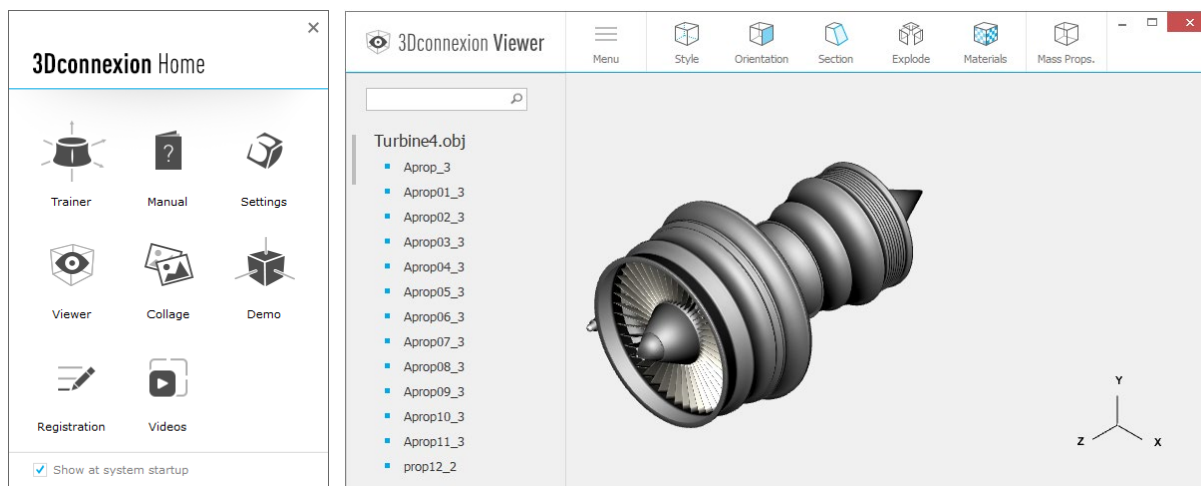 3Dconnexion Home
Trainer
Manual
Settings
Viewer
Collage
Demo
Registration
Videos
Show at system startup
3Dconnexion Viewer
Menu
Style
Orientation
Section
Explode
Materials
Mass Props.
Turbine4.obj
Aprop_3
Aprop01_3
Aprop02_3
Aprop03_3
Aprop04_3
Aprop05_3
Aprop06_3
Aprop07_3
Aprop08_3
Aprop09_3
Aprop10_3
Aprop11_3
prop12_2
Y
Z
X